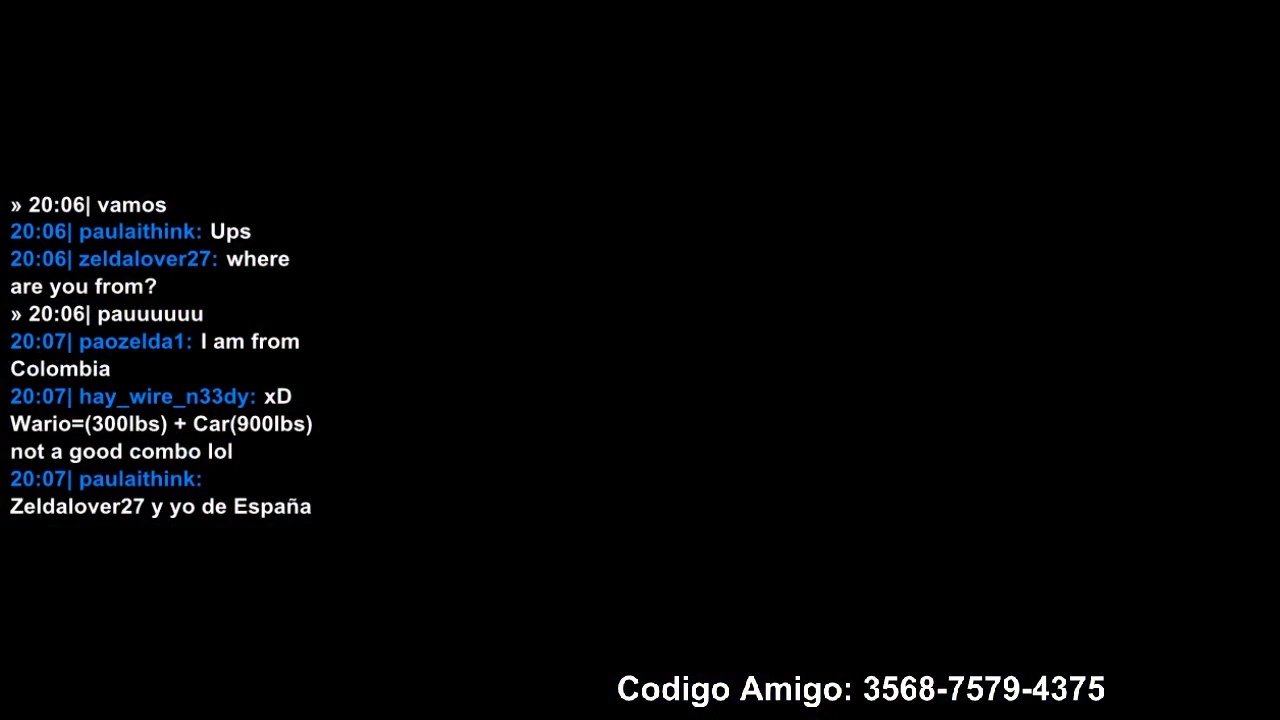 » 20:06| vamos
20:06| paulaithink: Ups
20:06| zeldalover27: where
are you from?
» 20:06| pauuuuuu
20:07| paozelda1: I am from
Colombia
20:07| hay_wire_n33dy: xD
Wario=(300lbs) + Car(900lbs)
not a good combo lol
20:07| paulaithink:
Zeldalover27 y yo de España
Codigo Amigo: 3568-7579-4375